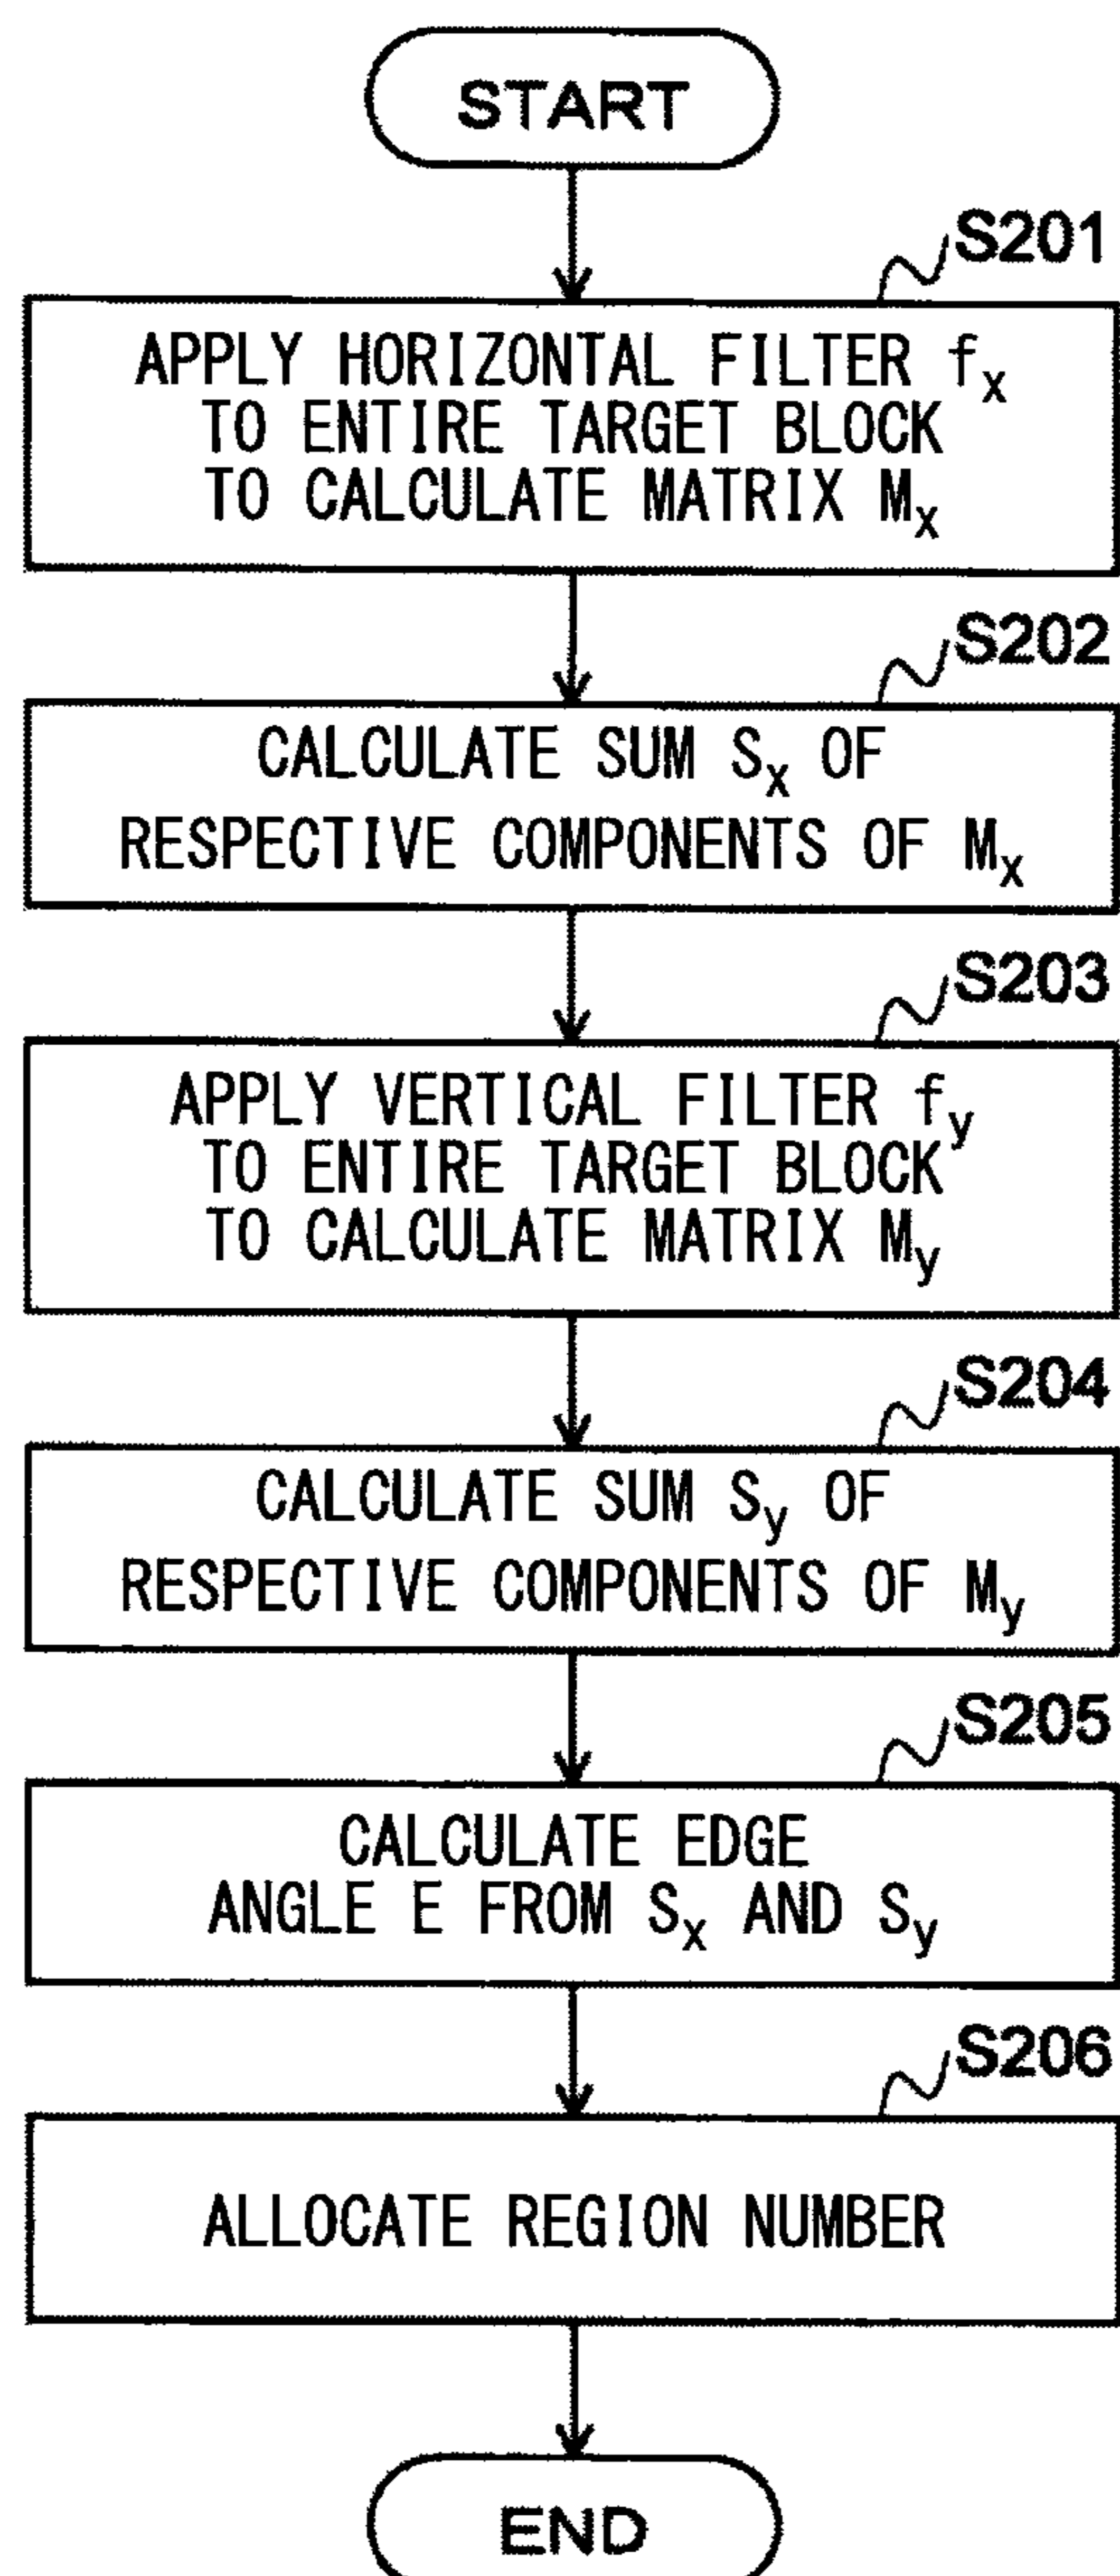 START
S201
APPLY HORIZONTAL FILTER fx
TO ENTIRE TARGET BLOCK
TO CALCULATE MATRIX Mx
S202
CALCULATE SUM Sx OF
RESPECTIVE COMPONENTS OF Mx
S203
APPLY VERTICAL FILTER fy
TO ENTIRE TARGET BLOCK
TO CALCULATE MATRIX My
S204
CALCULATE SUM Sy OF
RESPECTIVE COMPONENTS OF My
S205
CALCULATE EDGE
ANGLE E FROM Sx AND Sy
S206
ALLOCATE REGION NUMBER
END